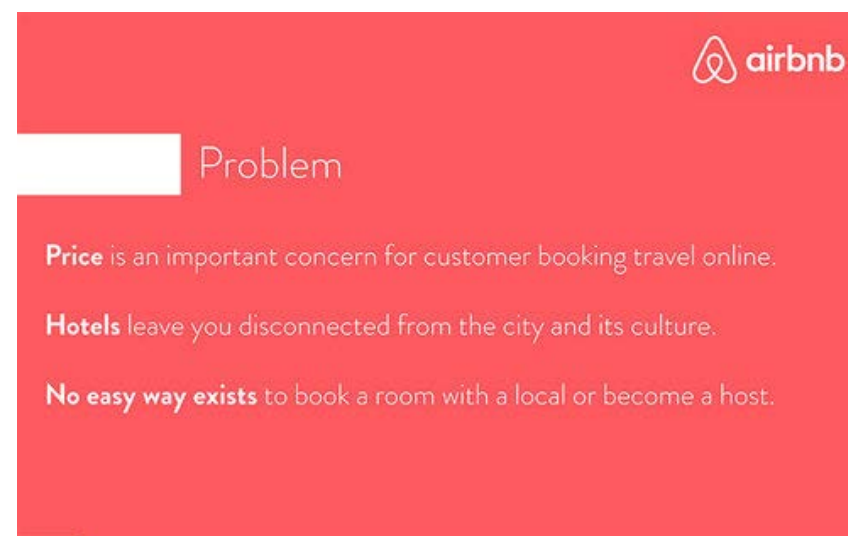 airbnb
Problem
Price is an important concern for customer booking travel online.
Hotels leave you disconnected from the city and its culture.
No easy way exists to book a room with a local or become a host.